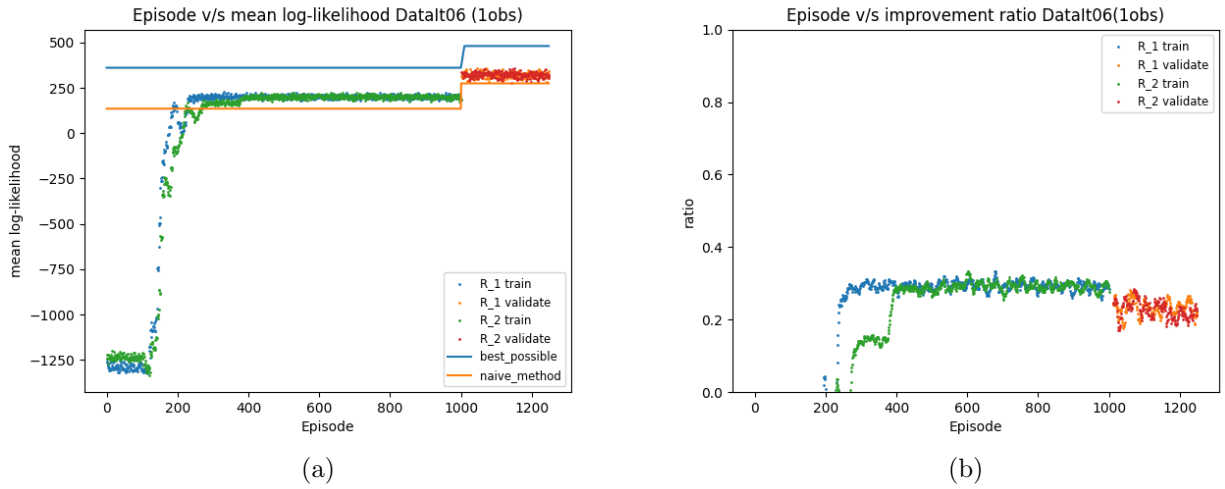 Episode v/s mean log-likelihood DataIt06 (1obs)
500
250
0
−250
−500
−750
−1000
−1250
mean log-likelihood
R_1 train
R_1 validate
R_2 train
R_2 validate
best_possible
naive_method
0 200 400 600 800 1000 1200
Episode
(a)
Episode v/s improvement ratio DataIt06(1obs)
1.0
0.8
0.6
0.4
0.2
0.0
ratio
R_1 train
R_1 validate
R_2 train
R_2 validate
0 200 400 600 800 1000 1200
Episode
(b)